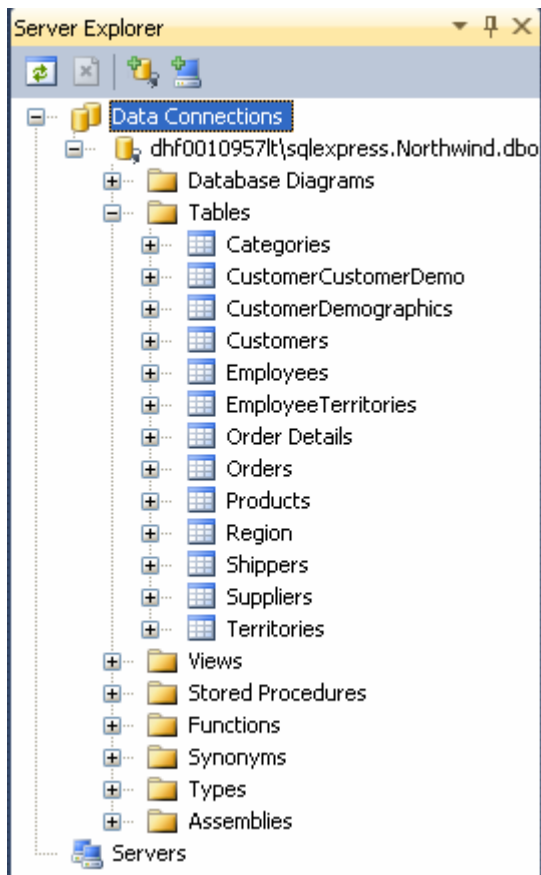 Server Explorer
Data Connections
dhf0010957lt\sqlexpress.Northwind.dbo
Database Diagrams
Tables
Categories
CustomerCustomerDemo
CustomerDemographics
Customers
Employees
EmployeeTerritories
Order Details
Orders
Products
Region
Shippers
Suppliers
Territories
Views
Stored Procedures
Functions
Synonyms
Types
Assemblies
Servers